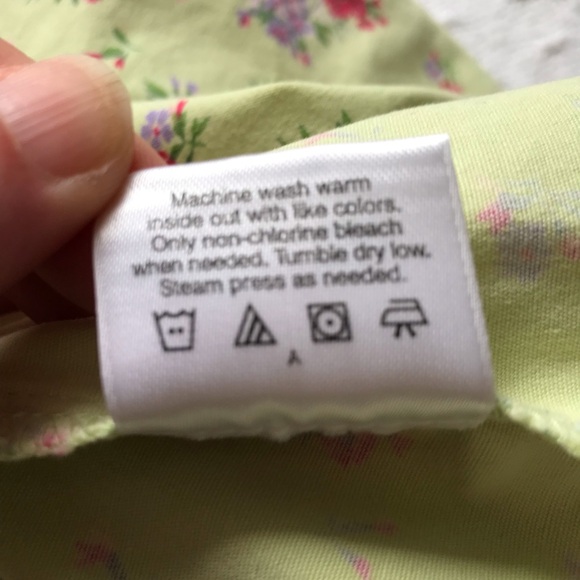 Machine wash warm
inside out with like colors.
Only non-chlorine bleach
when needed. Tumble dry low.
Steam press as needed.
Y